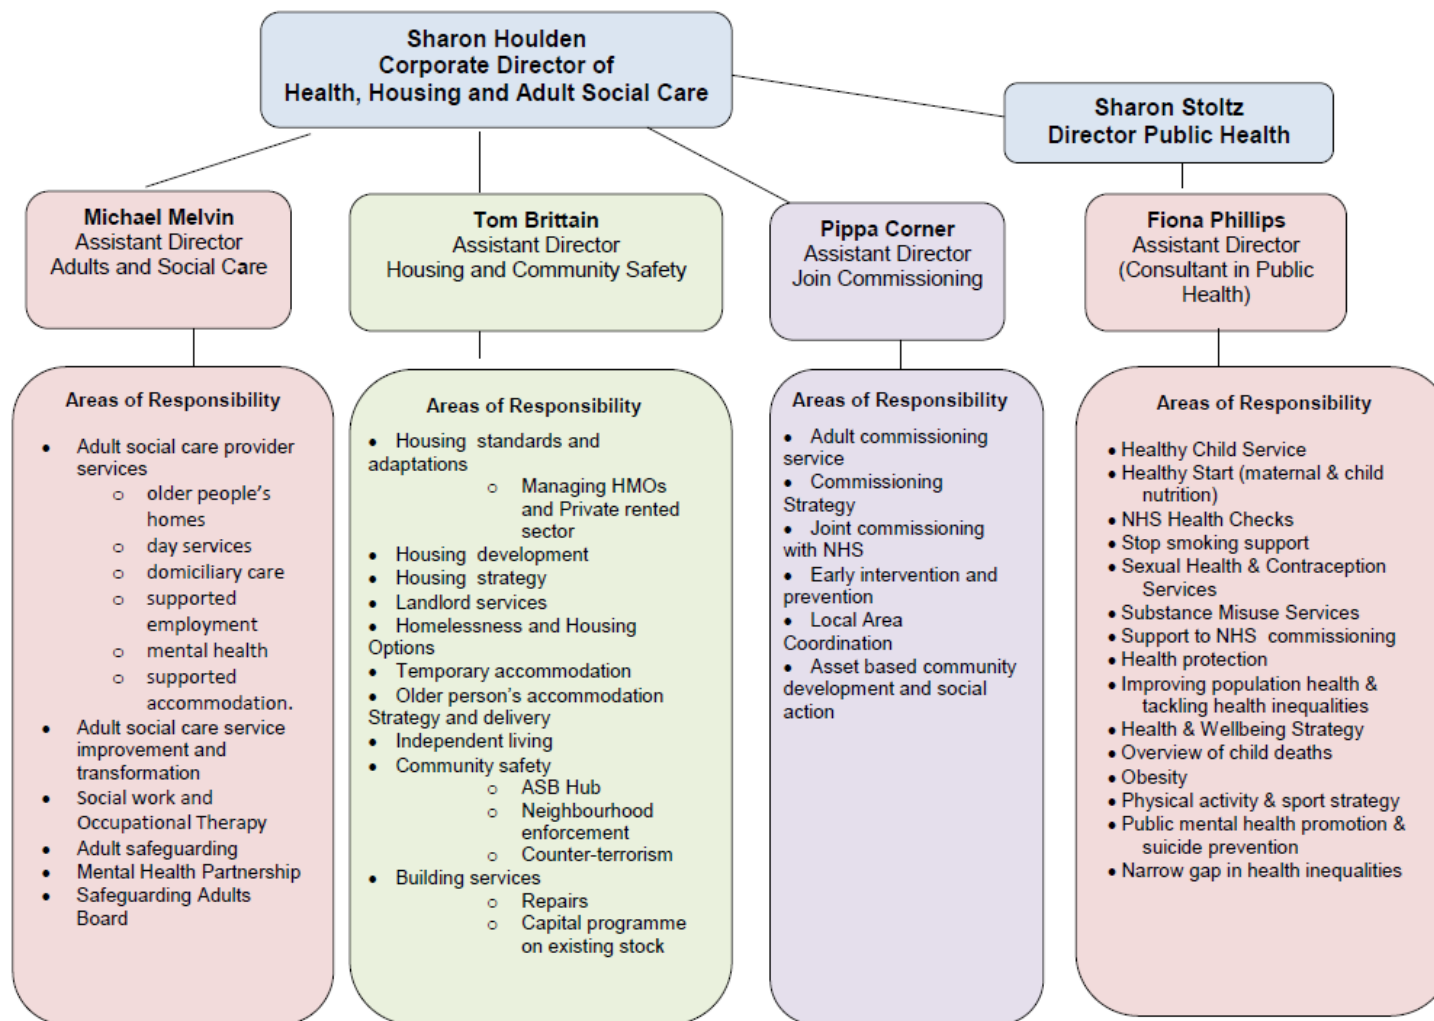 Sharon Houlden
Corporate Director of
Health, Housing and Adult Social Care
Sharon Stoltz
Director Public Health
Michael Melvin
Assistant Director
Adults and Social Care
Tom Brittain
Assistant Director
Housing and Community Safety
Pippa Corner
Assistant Director
Join Commissioning
Fiona Phillips
Assistant Director
(Consultant in Public
Health)
Areas of Responsibility
• Adult social care provider
services
o older people’s
homes
o day services
o domiciliary care
o supported
employment
o mental health
o supported
accommodation.
• Adult social care service
improvement and
transformation
• Social work and
Occupational Therapy
• Adult safeguarding
• Mental Health Partnership
• Safeguarding Adults
Board
Areas of Responsibility
• Housing standards and
adaptations
o Managing HMOs
and Private rented
sector
• Housing development
• Housing strategy
• Landlord services
• Homelessness and Housing
Options
• Temporary accommodation
• Older person’s accommodation
Strategy and delivery
• Independent living
• Community safety
o ASB Hub
o Neighbourhood
enforcement
o Counter-terrorism
• Building services
o Repairs
o Capital programme
on existing stock
Areas of Responsibility
• Adult commissioning
service
• Commissioning
Strategy
• Joint commissioning
with NHS
• Early intervention and
prevention
• Local Area
Coordination
• Asset based community
development and social
action
Areas of Responsibility
• Healthy Child Service
• Healthy Start (maternal & child
nutrition)
• NHS Health Checks
• Stop smoking support
• Sexual Health & Contraception
Services
• Substance Misuse Services
• Support to NHS commissioning
• Health protection
• Improving population health &
tackling health inequalities
• Health & Wellbeing Strategy
• Overview of child deaths
• Obesity
• Physical activity & sport strategy
• Public mental health promotion &
suicide prevention
• Narrow gap in health inequalities